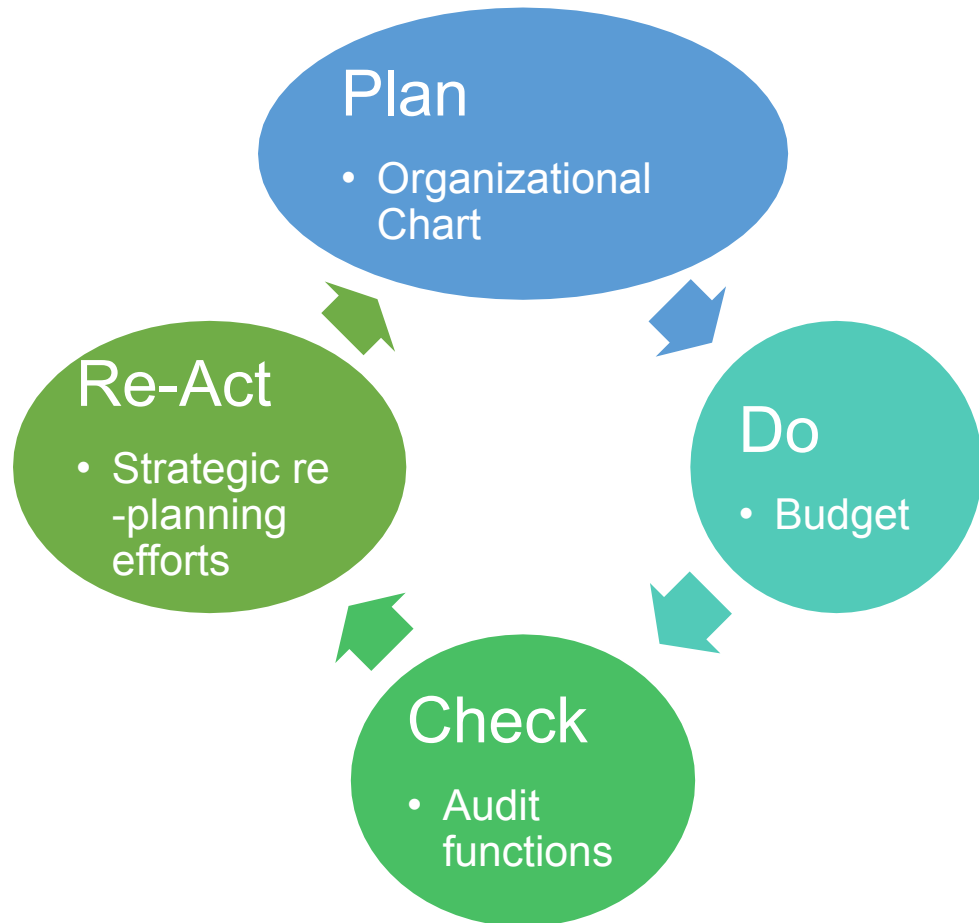 Plan
• Organizational
Chart
Do
• Budget
Check
• Audit
functions
Re-Act
• Strategic re
-planning
efforts